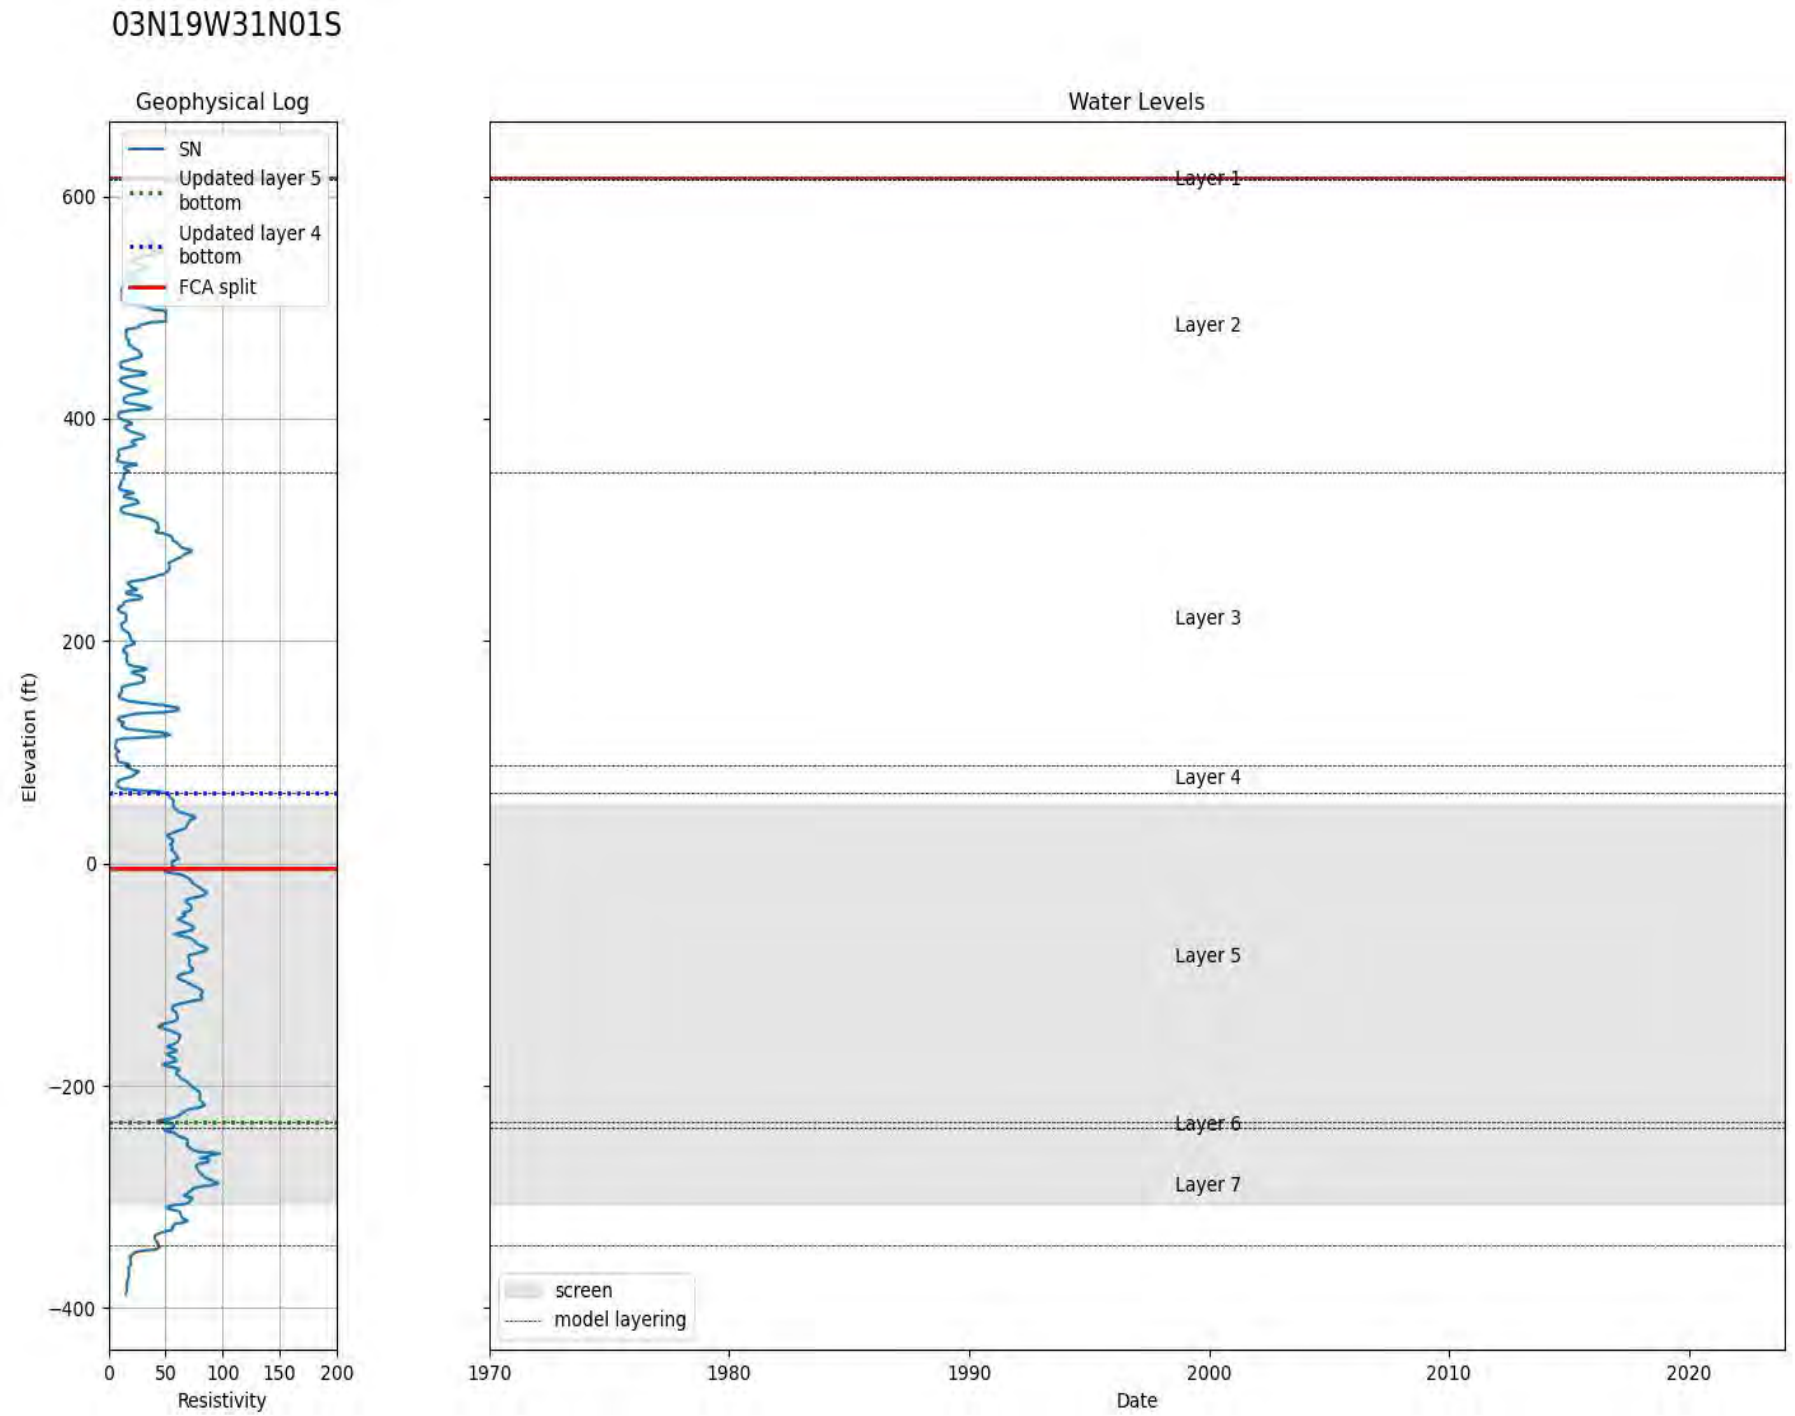 03N19W31N01S
Geophysical Log
Water Levels
SN
Updated layer 5
bottom
Updated layer 4
bottom
FCA split
600
400
200
0
−200
−400
Elevation (ft)
0 50 100 150 200
Resistivity
Layer 1
Layer 2
Layer 3
Layer 4
Layer 5
Layer 6
Layer 7
screen
model layering
1970 1980 1990 2000 2010 2020
Date